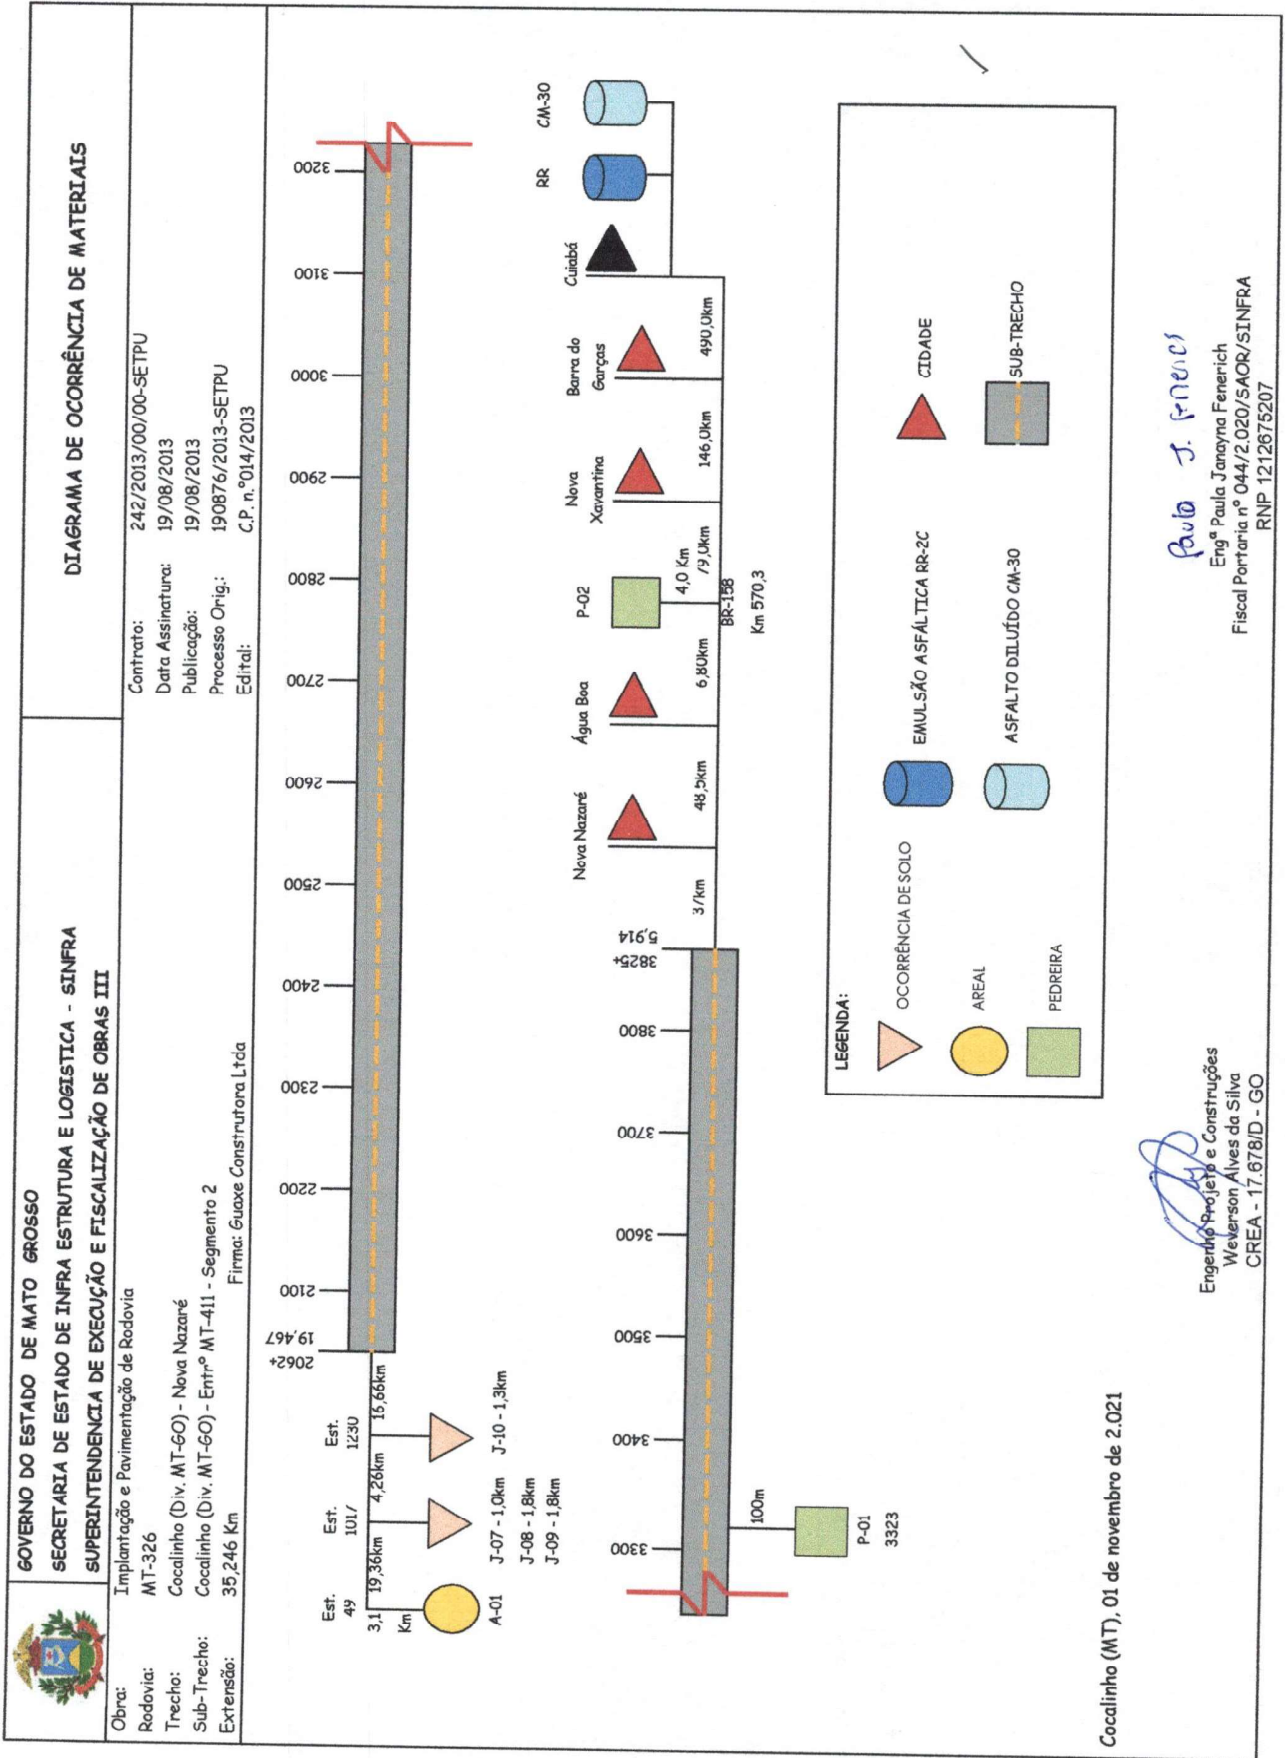 GOVERNO DO ESTADO DE MATO GROSSO
SECRETARIA DE ESTADO DE INFRA ESTRUTURA E LOGISTICA - SINFRA
SUPERINTENDENCIA DE EXECUÇÃO E FISCALIZAÇÃO DE OBRAS III
DIAGRAMA DE OCORRÊNCIA DE MATERIAIS
Obra: Implantação e Pavimentação de Rodovia
Rodovia: MT-326
Trecho: Cocalinho (Div. MT-GO) - Nova Nazaré
Sub-Trecho: Cocalinho (Div. MT-GO) - Entrº MT-411 - Segmento 2
Extensão: 35,246 Km
Firma: Guaxe Construtora Ltda
Contrato: 242/2013/00/00-SETPU
Data Assinatura: 19/08/2013
Publicação: 19/08/2013
Processo Orig.: 190876/2013-SETPU
Edital: C.P. n.º014/2013
2062+
19,467
2100
2200
2300
2400
2500
2600
2700
2800
2900
3000
3100
3200
Est.
49
Est.
1017
Est.
1230
3,1
Km
19,36km
4,26km
16,66km
A-01
J-07 - 1,0km
J-08 - 1,8km
J-09 - 1,8km
J-10 - 1,3km
3300
3400
3500
3600
3700
3800
3825+
5,914
100m
P-01
3323
37km
Nova Nazaré
48,5km
Água Boa
6,80km
P-02
4,0 Km
79,0km
BR-158
Km 570,3
Nova
Xavantina
146,0km
Barra do
Garças
490,0km
Cuiabá
RR
CM-30
LEGENDA:
OCORRÊNCIA DE SOLO
AREAL
PEDREIRA
EMULSÃO ASFÁLTICA RR-2C
ASFALTO DILUÍDO CM-30
CIDADE
SUB-TRECHO
Cocalinho (MT), 01 de novembro de 2.021
Engenho Projeto e Construções
Weverson Alves da Silva
CREA - 17.678/D - GO
Paula J. Fenerich
Engª Paula Janayna Fenerich
Fiscal Portaria nº 044/2.020/SAOR/SINFRA
RNP 1212675207